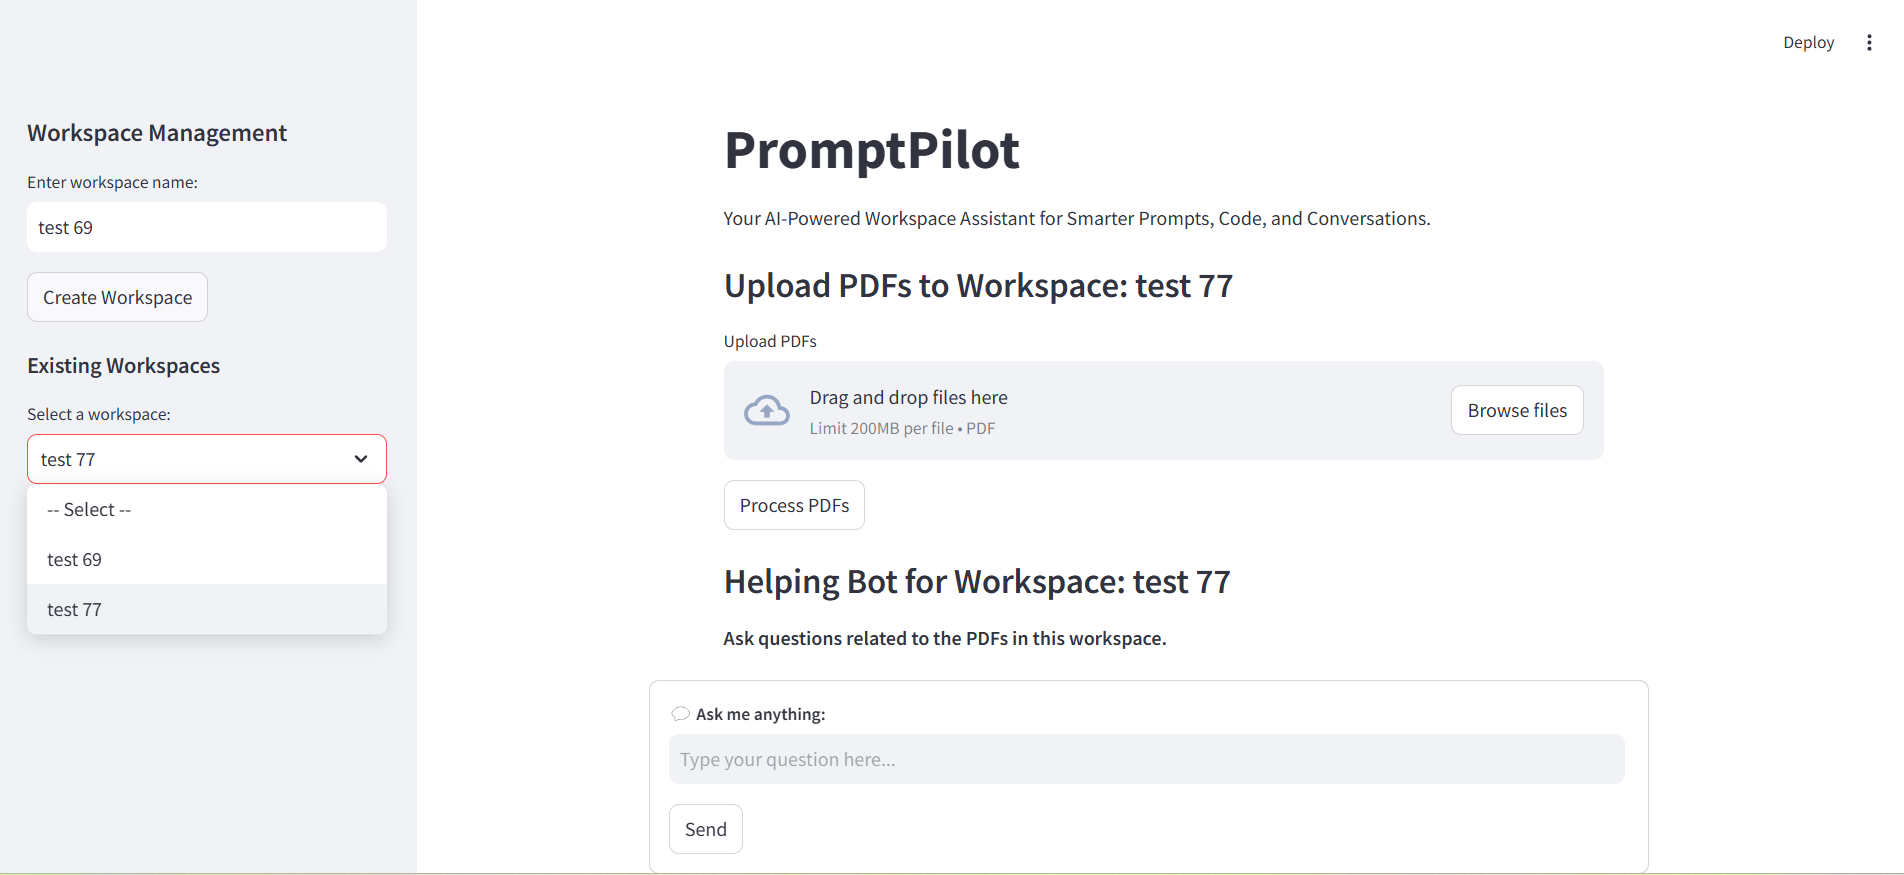 Deploy
Workspace Management
Enter workspace name:
test 69
Create Workspace
Existing Workspaces
Select a workspace:
test 77
-- Select --
test 69
test 77
PromptPilot
Your AI-Powered Workspace Assistant for Smarter Prompts, Code, and Conversations.
Upload PDFs to Workspace: test 77
Upload PDFs
Drag and drop files here
Limit 200MB per file • PDF
Browse files
Process PDFs
Helping Bot for Workspace: test 77
Ask questions related to the PDFs in this workspace.
Ask me anything:
Type your question here...
Send